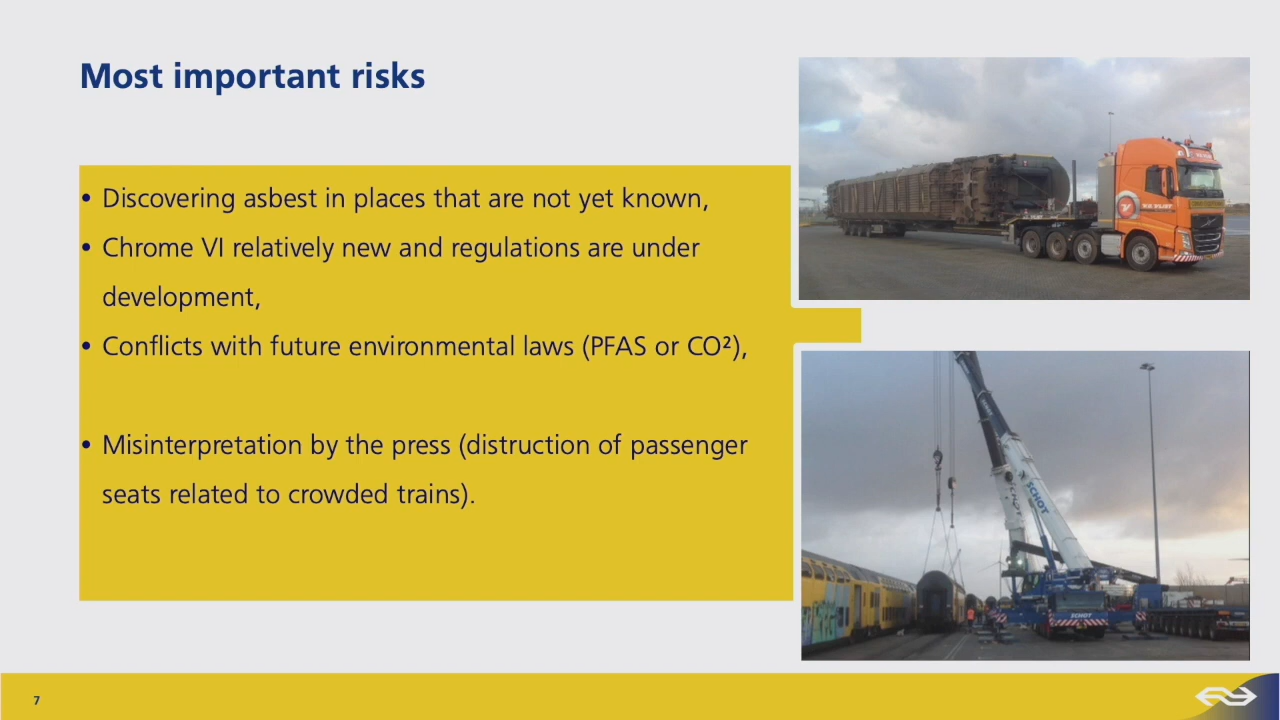 Most important risks
• Discovering asbest in places that are not yet known,
• Chrome VI relatively new and regulations are under
development,
• Conflicts with future environmental laws (PFAS or CO²),
• Misinterpretation by the press (distruction of passenger
seats related to crowded trains).
SCHOT
SCHOT
7